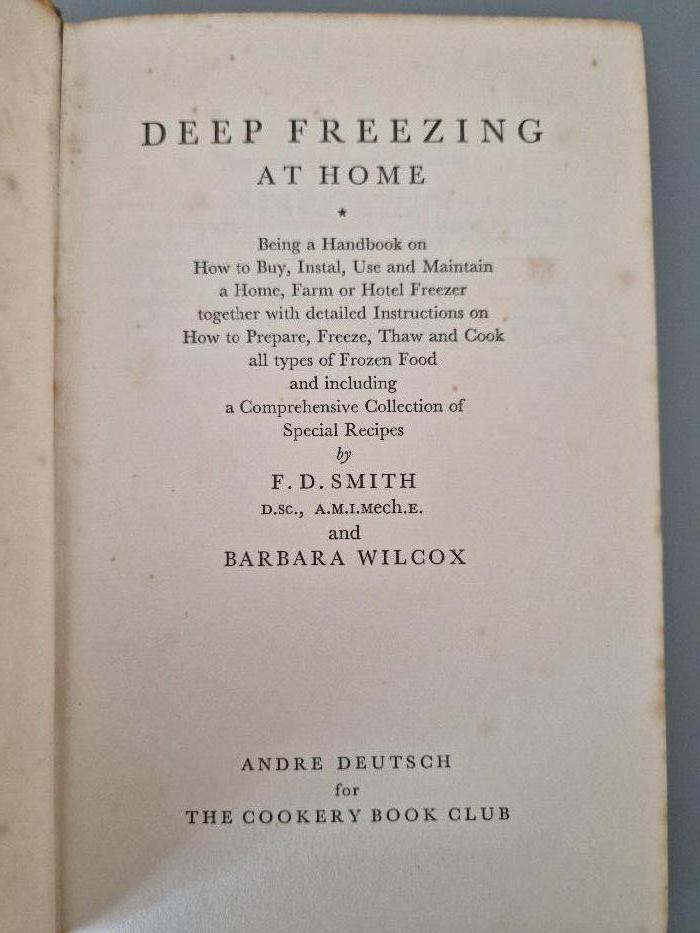 DEEP FREEZING
AT HOME
★
Being a Handbook on
How to Buy, Instal, Use and Maintain
a Home, Farm or Hotel Freezer
together with detailed Instructions on
How to Prepare, Freeze, Thaw and Cook
all types of Frozen Food
and including
a Comprehensive Collection of
Special Recipes
by
F. D. SMITH
D.SC., A.M.I.Mech.E.
and
BARBARA WILCOX
ANDRE DEUTSCH
for
THE COOKERY BOOK CLUB